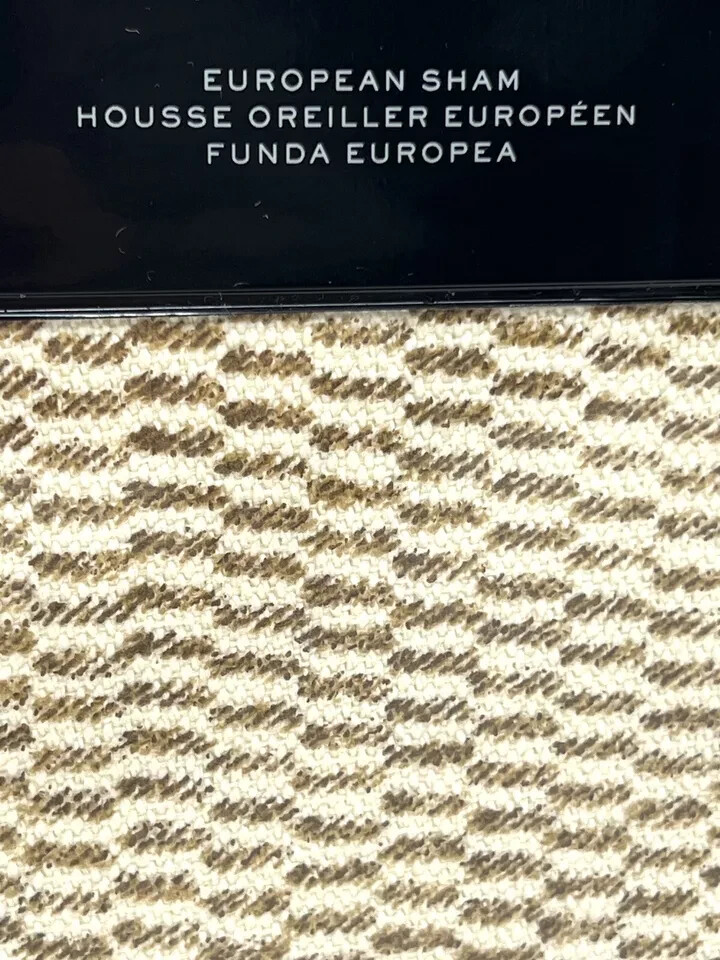 EUROPEAN SHAM
HOUSSE OREILLER EUROPÉEN
FUNDA EUROPEA